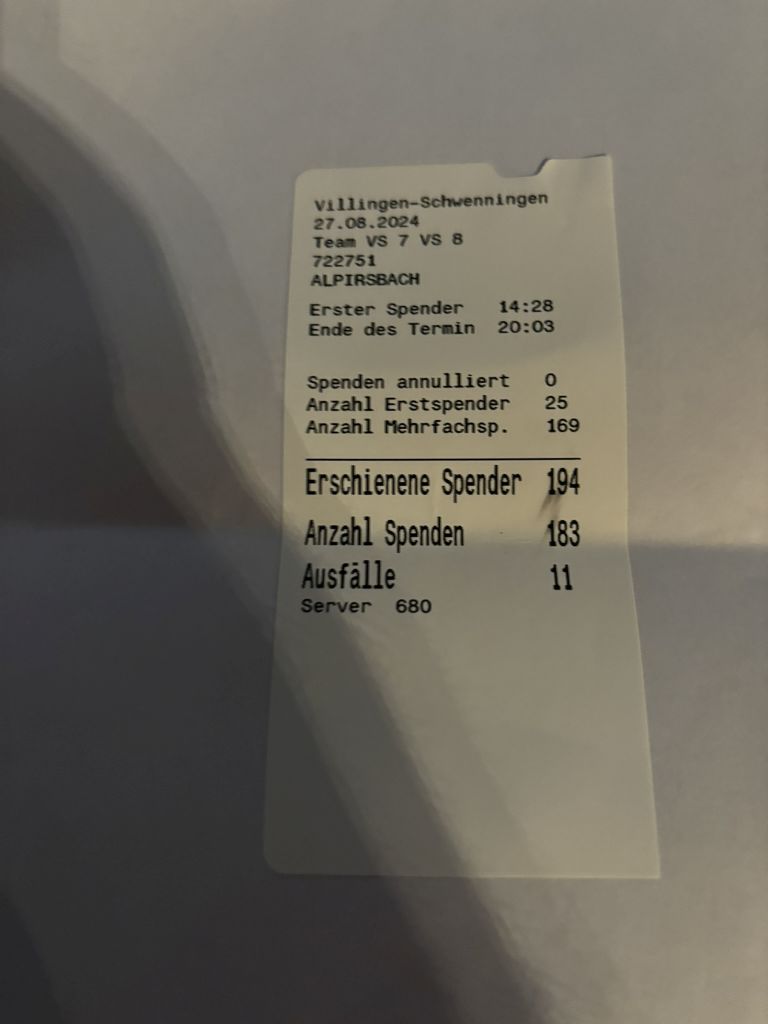 Villingen-Schwenningen
27.08.2024
Team VS 7 VS 8
722751
ALPIRSBACH
Erster Spender 14:28
Ende des Termin 20:03
Spenden annulliert 0
Anzahl Erstspender 25
Anzahl Mehrfachsp. 169
Erschienene Spender 194
Anzahl Spenden 183
Ausfälle 11
Server 680